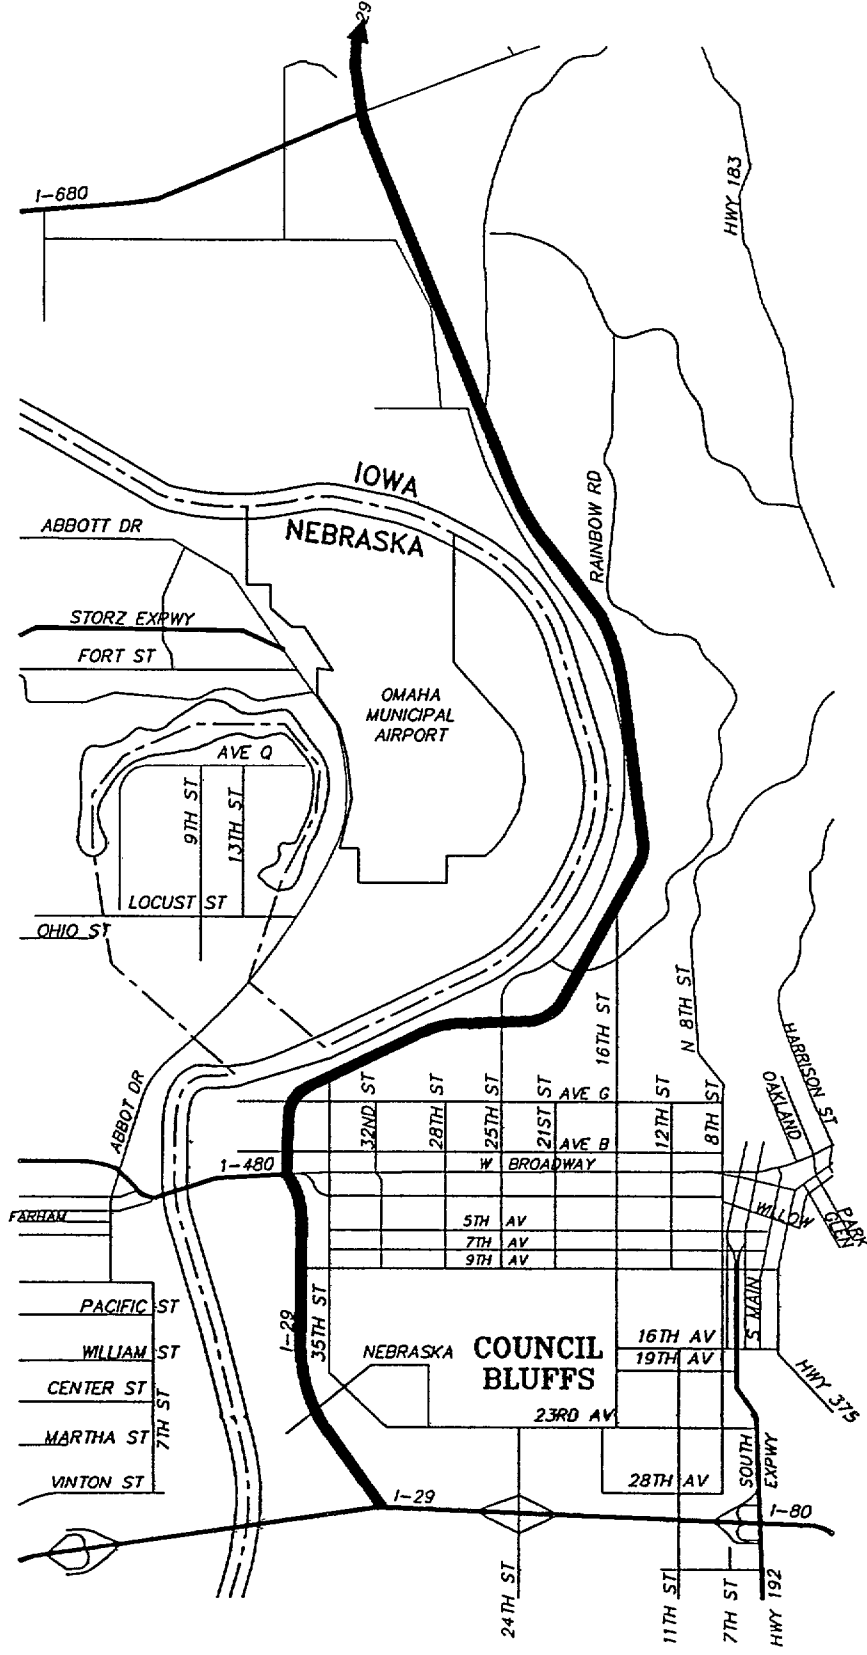 29
I-680
HWY 183
IOWA
NEBRASKA
RAINBOW RD
ABBOTT DR
STORZ EXPWY
FORT ST
OMAHA
MUNICIPAL
AIRPORT
AVE Q
9TH ST
13TH ST
LOCUST ST
OHIO ST
16TH ST
N 8TH ST
HARRISON ST
OAKLAND
ABBOT DR
32ND ST
28TH ST
25TH ST
21ST ST
AVE G
12TH ST
8TH ST
AVE B
I-480
W BROADWAY
FARHAM
5TH AV
WILLOW
PARK
GLEN
7TH AV
9TH AV
PACIFIC ST
I-29
35TH ST
S MAIN
WILLIAM ST
NEBRASKA
COUNCIL
BLUFFS
16TH AV
19TH AV
HWY 375
CENTER ST
7TH ST
23RD AV
MARTHA ST
SOUTH
EXPWY
VINTON ST
28TH AV
I-29
I-80
24TH ST
11TH ST
7TH ST
HWY 192